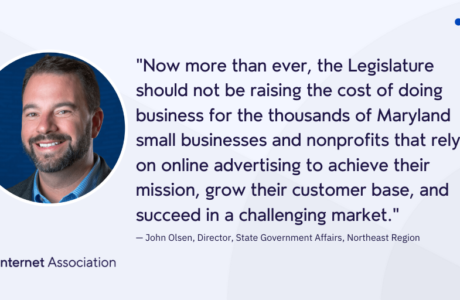 "Now more than ever, the Legislature
should not be raising the cost of doing
business for the thousands of Maryland
small businesses and nonprofits that rely
on online advertising to achieve their
mission, grow their customer base, and
succeed in a challenging market."
— John Olsen, Director, State Government Affairs, Northeast Region
nternet Association